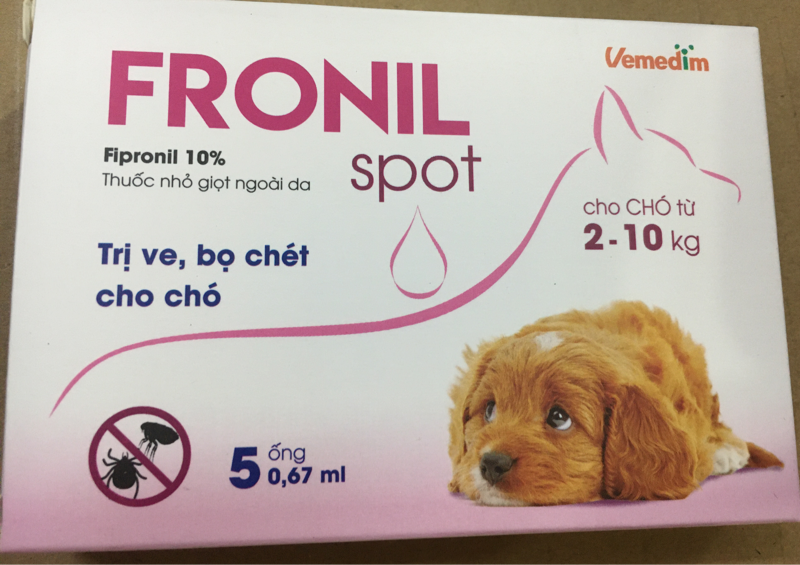 Vemedim
FRONIL
spot
Fipronil 10%
Thuốc nhỏ giọt ngoài da
cho CHÓ từ
2-10 kg
Trị ve, bọ chét
cho chó
5 ống
0,67 ml